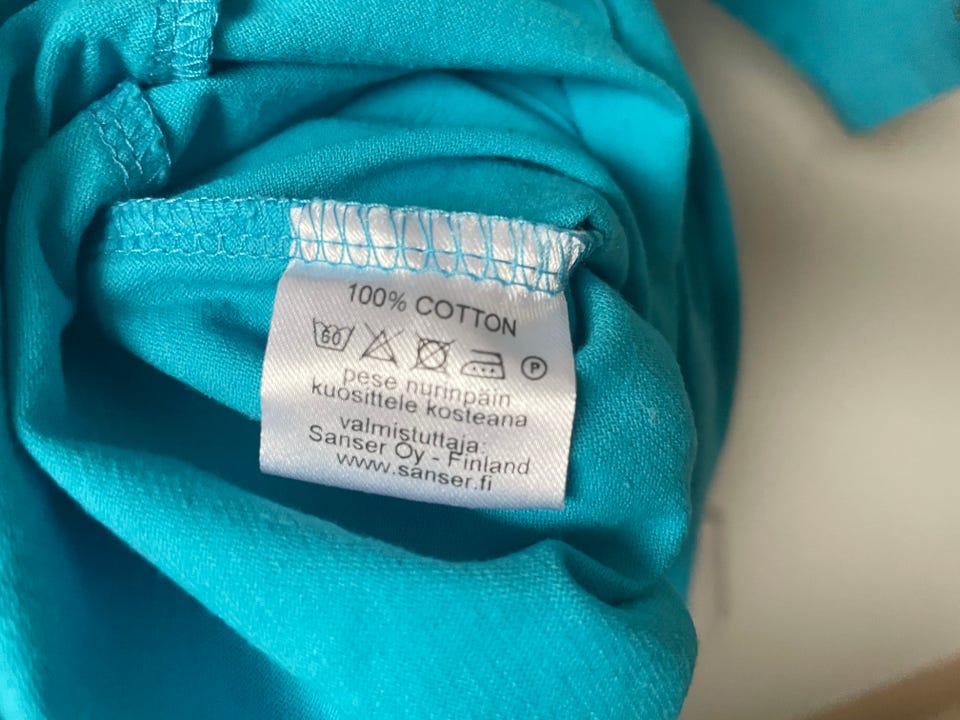 100% COTTON
60 P
pese nurinpäin
kuosittele kosteana
valmistuttaja:
Sanser Oy - Finland
www.sanser.fi